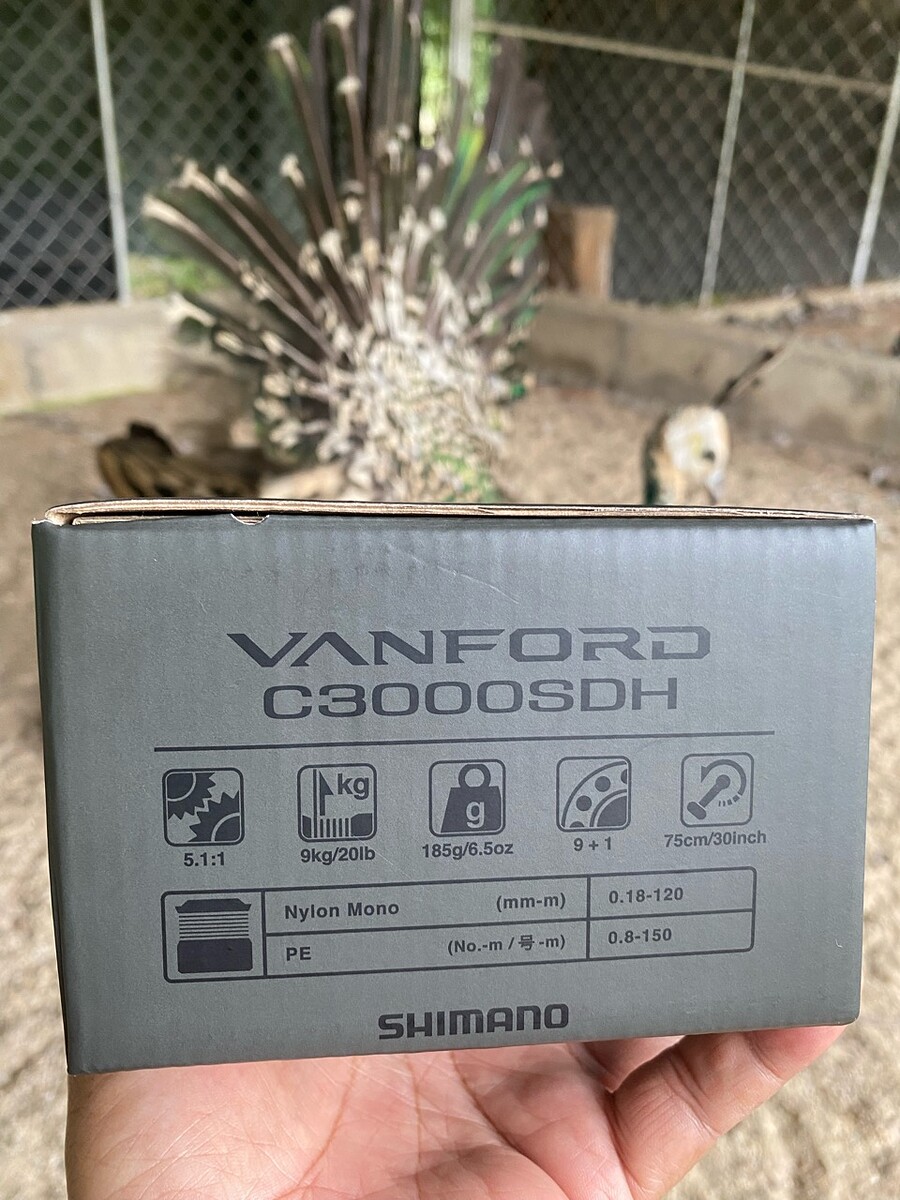 VANFORD
C3000SDH
kg
g
5.1:1 9kg/20lb 185g/6.5oz 9 + 1 75cm/30inch
Nylon Mono (mm-m) 0.18-120
PE (No.-m / 号-m) 0.8-150
SHIMANO